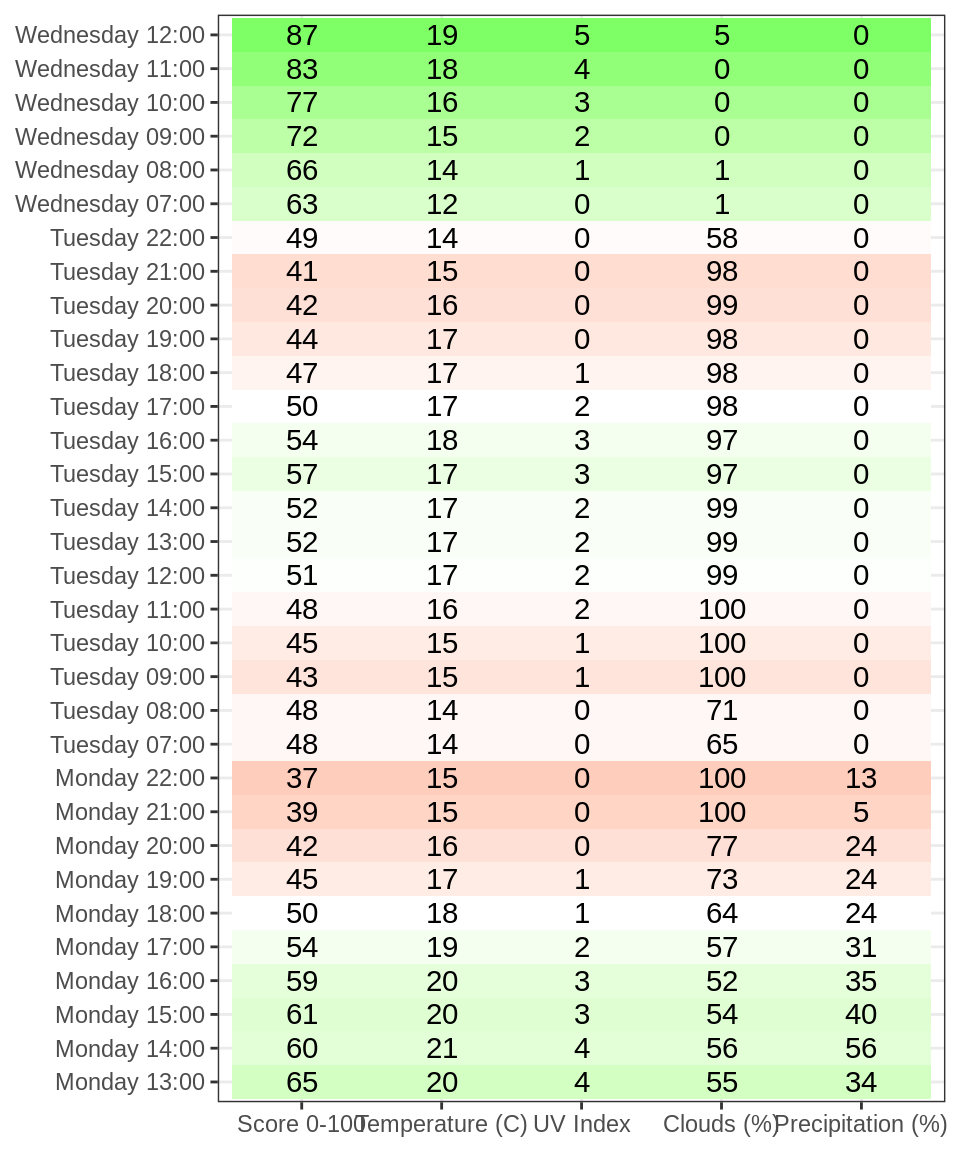 Wednesday 12:00 87 19 5 5 0
Wednesday 11:00 83 18 4 0 0
Wednesday 10:00 77 16 3 0 0
Wednesday 09:00 72 15 2 0 0
Wednesday 08:00 66 14 1 1 0
Wednesday 07:00 63 12 0 1 0
Tuesday 22:00 49 14 0 58 0
Tuesday 21:00 41 15 0 98 0
Tuesday 20:00 42 16 0 99 0
Tuesday 19:00 44 17 0 98 0
Tuesday 18:00 47 17 1 98 0
Tuesday 17:00 50 17 2 98 0
Tuesday 16:00 54 18 3 97 0
Tuesday 15:00 57 17 3 97 0
Tuesday 14:00 52 17 2 99 0
Tuesday 13:00 52 17 2 99 0
Tuesday 12:00 51 17 2 99 0
Tuesday 11:00 48 16 2 100 0
Tuesday 10:00 45 15 1 100 0
Tuesday 09:00 43 15 1 100 0
Tuesday 08:00 48 14 0 71 0
Tuesday 07:00 48 14 0 65 0
Monday 22:00 37 15 0 100 13
Monday 21:00 39 15 0 100 5
Monday 20:00 42 16 0 77 24
Monday 19:00 45 17 1 73 24
Monday 18:00 50 18 1 64 24
Monday 17:00 54 19 2 57 31
Monday 16:00 59 20 3 52 35
Monday 15:00 61 20 3 54 40
Monday 14:00 60 21 4 56 56
Monday 13:00 65 20 4 55 34
Score 0-100 Temperature (C) UV Index Clouds (%) Precipitation (%)